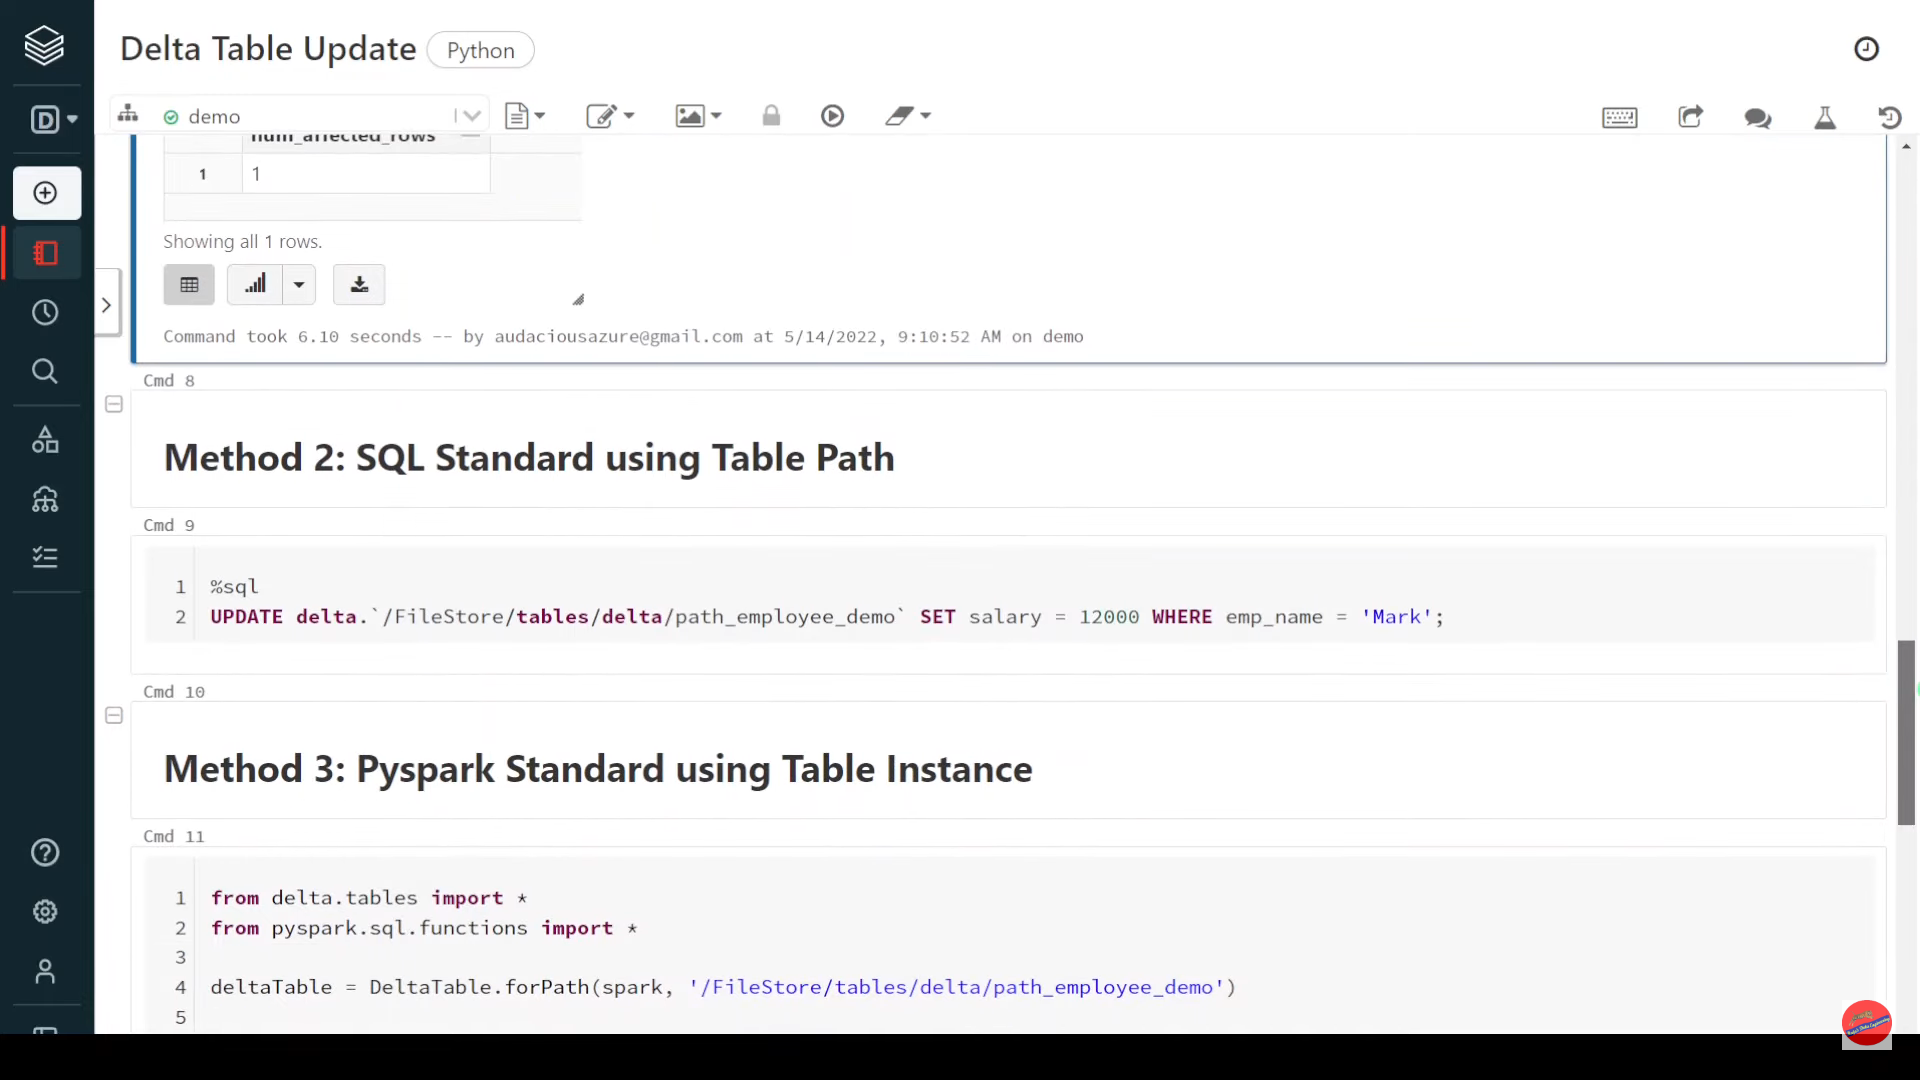 Delta Table Update Python
demo
num_affected_rows
1 1
Showing all 1 rows.
Command took 6.10 seconds -- by audaciousazure@gmail.com at 5/14/2022, 9:10:52 AM on demo
Cmd 8
Method 2: SQL Standard using Table Path
Cmd 9
1 %sql
2 UPDATE delta.`/FileStore/tables/delta/path_employee_demo` SET salary = 12000 WHERE emp_name = 'Mark';
Cmd 10
Method 3: Pyspark Standard using Table Instance
Cmd 11
1 from delta.tables import *
2 from pyspark.sql.functions import *
3
4 deltaTable = DeltaTable.forPath(spark, '/FileStore/tables/delta/path_employee_demo')
5